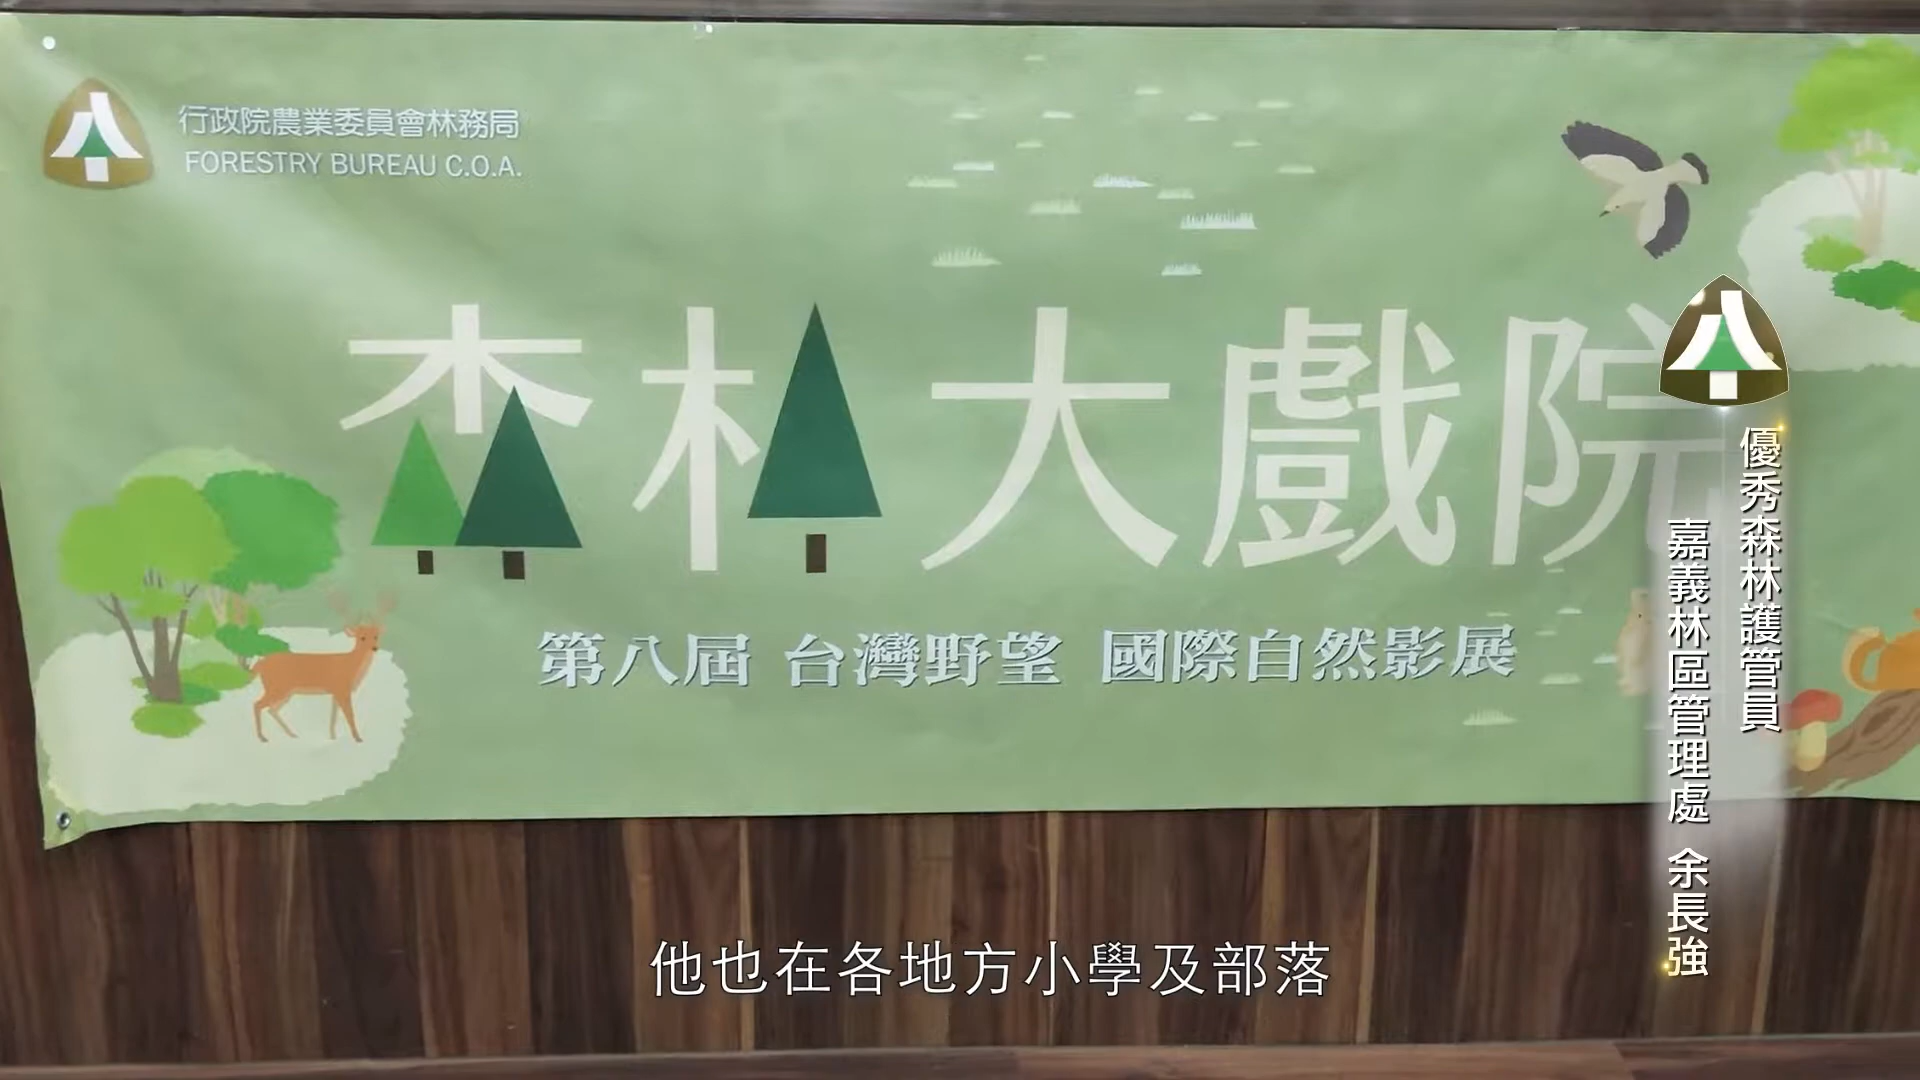 行政院農業委員會林務局
FORESTRY BUREAU C.O.A.
森林大戲院
第八屆 台灣野望 國際自然影展
優秀森林護管員
嘉義林區管理處 余長強
他也在各地方小學及部落